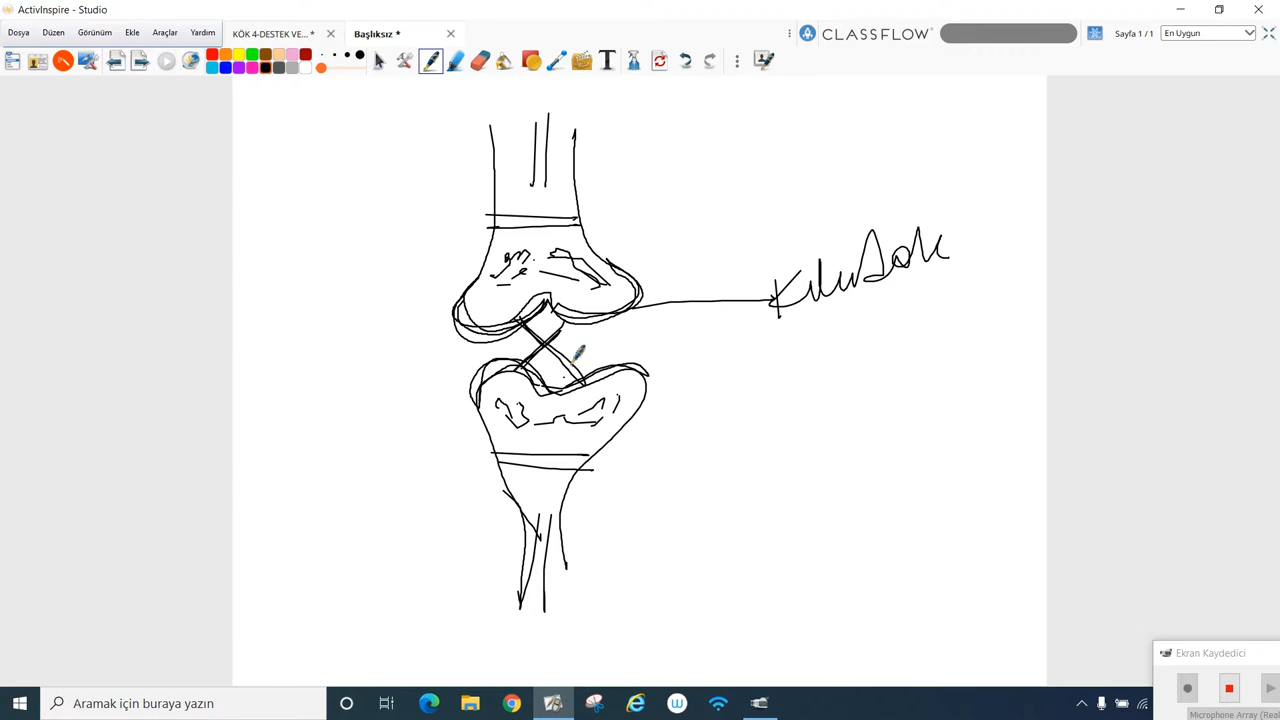 ActivInspire - Studio
Dosya Düzen Görünüm Ekle Araçlar Yardım
KÖK 4-DESTEK VE...*
Başlıksız *
CLASSFLOW
Sayfa 1 / 1
En Uygun
Ekran Kaydedici
Aramak için buraya yazın
Microphone Array (Rea